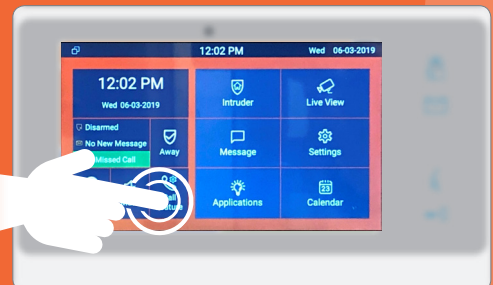 12:02 PM
Wed 06-03-2019
12:02 PM
Wed 06-03-2019
Disarmed
No New Message
Missed Call
Away
Intruder
Live View
Message
Settings
Applications
23
Calendar